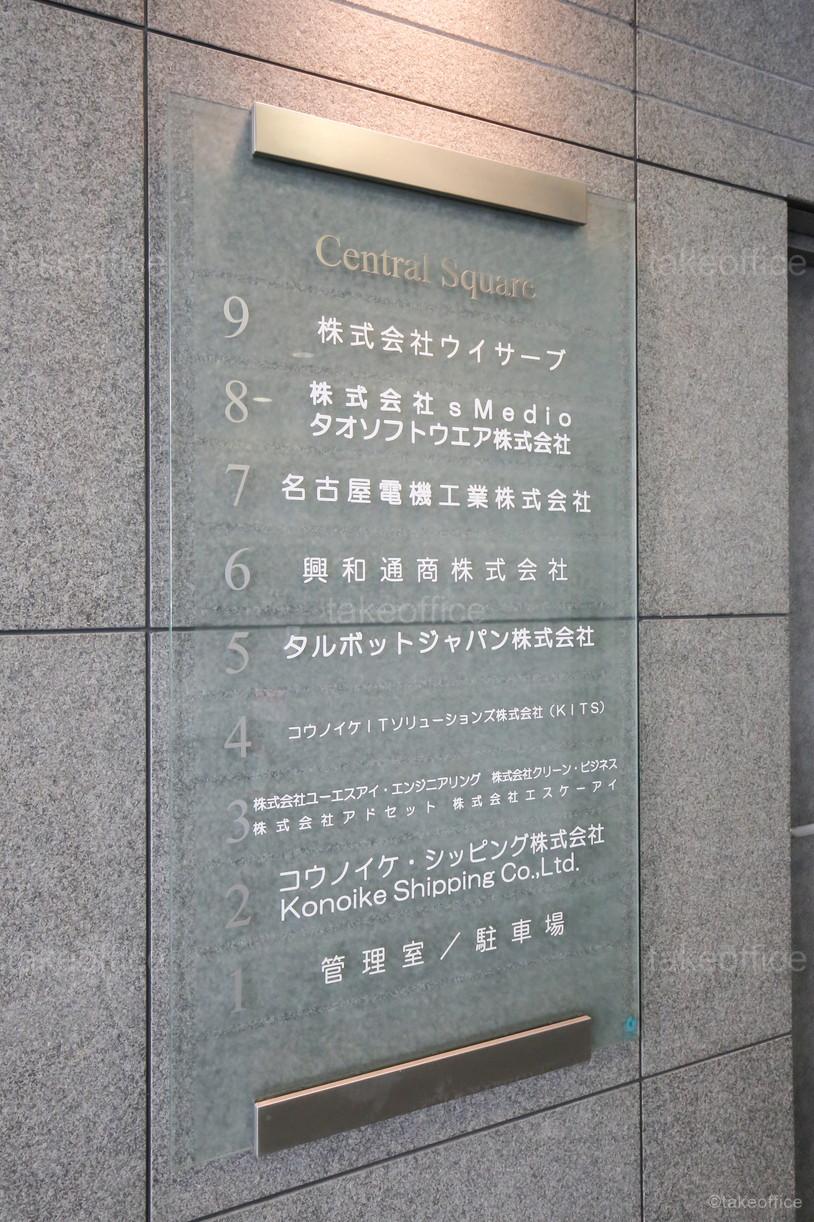 Central Square
9 株式会社ウイサーブ
8 株式会社sMedio
タオソフトウエア株式会社
7 名古屋電機工業株式会社
6 興和通商株式会社
5 タルボットジャパン株式会社
4 コウノイケITソリューションズ株式会社(KITS)
3 株式会社ユーエスアイ・エンジニアリング 株式会社クリーン・ビジネス
株式会社アドセット 株式会社エスケーアイ
2 コウノイケ・シッピング株式会社
Konoike Shipping Co.,Ltd.
1 管理室／駐車場
takeoffice
takeoffice
takeoffice
takeoffice
takeoffice
©takeoffice